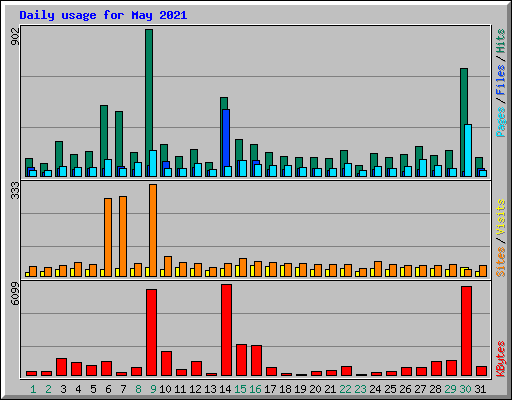 Daily usage for May 2021
902
333
6099
Pages / Files / Hits
Sites / Visits
KBytes
1 2 3 4 5 6 7 8 9 10 11 12 13 14 15 16 17 18 19 20 21 22 23 24 25 26 27 28 29 30 31